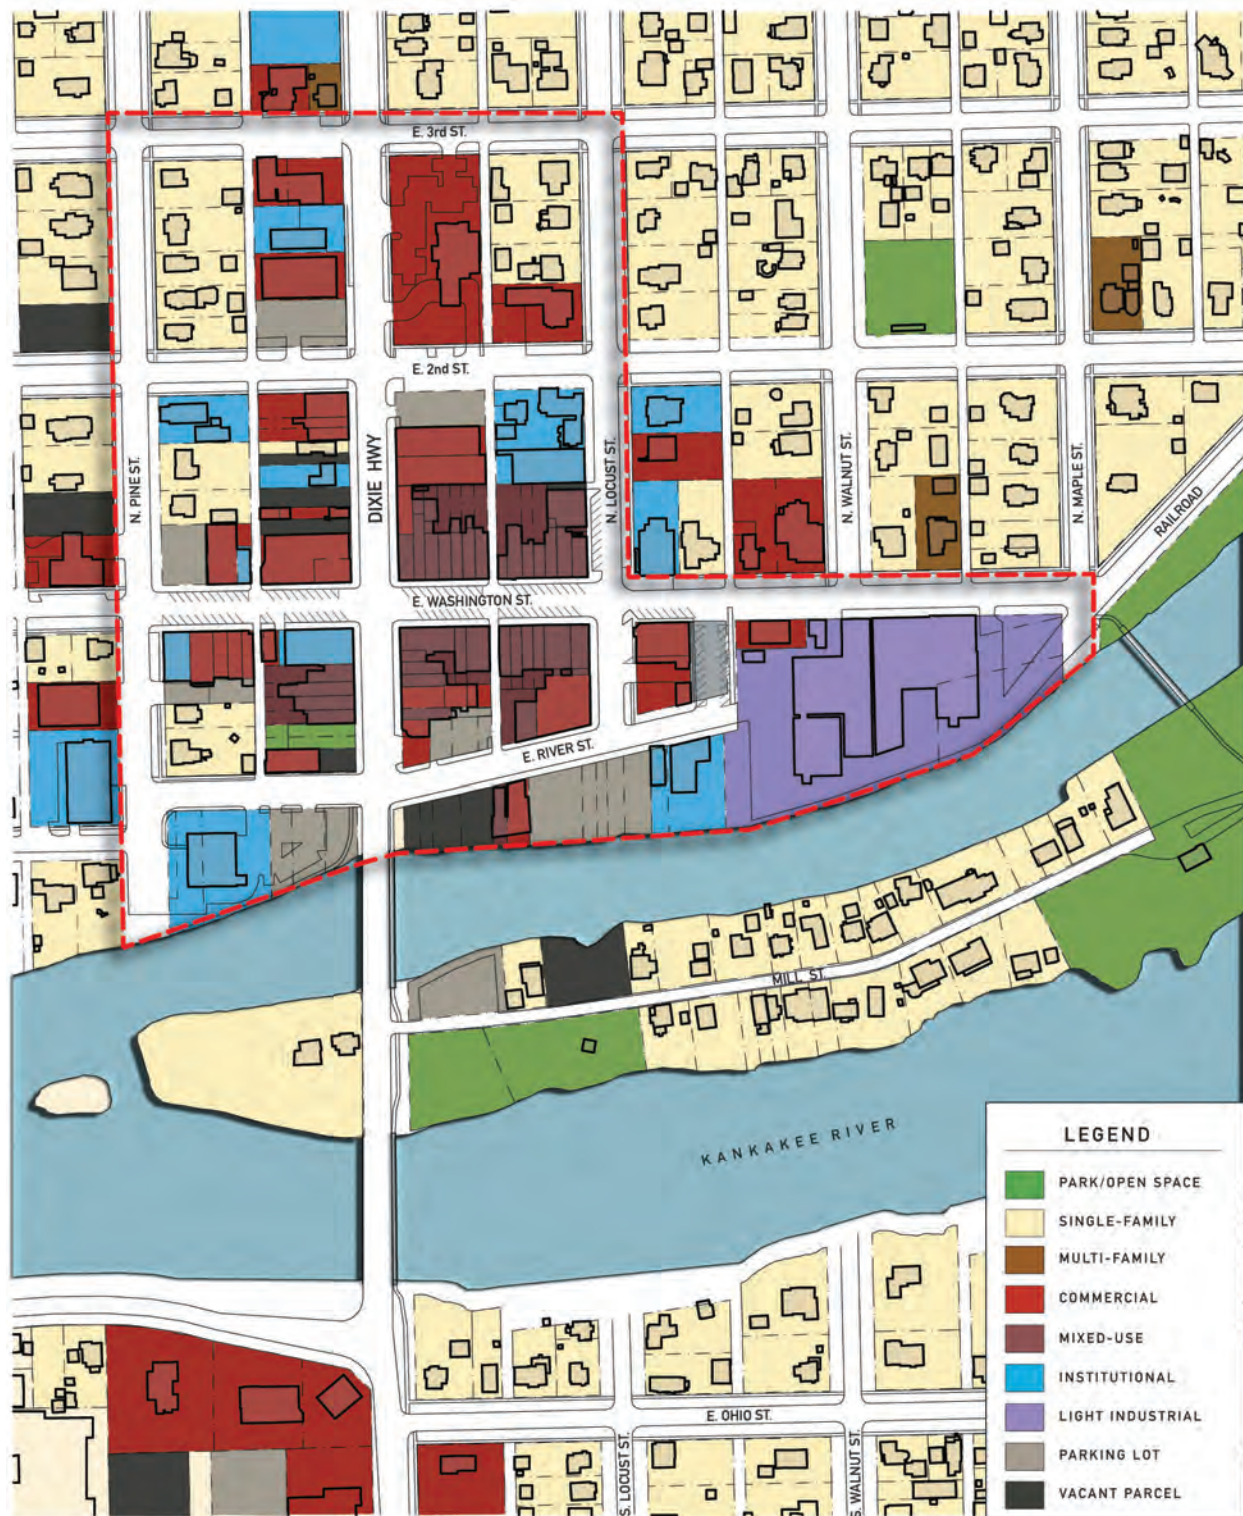 E. 3rd ST.
E. 2nd ST.
N. PINE ST.
DIXIE HWY
N. LOCUST ST.
N. WALNUT ST.
N. MAPLE ST.
RAILROAD
E. WASHINGTON ST.
E. RIVER ST.
MILL ST.
KANKAKEE RIVER
E. OHIO ST.
S. LOCUST ST.
S. WALNUT ST.
LEGEND
PARK/OPEN SPACE
SINGLE-FAMILY
MULTI-FAMILY
COMMERCIAL
MIXED-USE
INSTITUTIONAL
LIGHT INDUSTRIAL
PARKING LOT
VACANT PARCEL